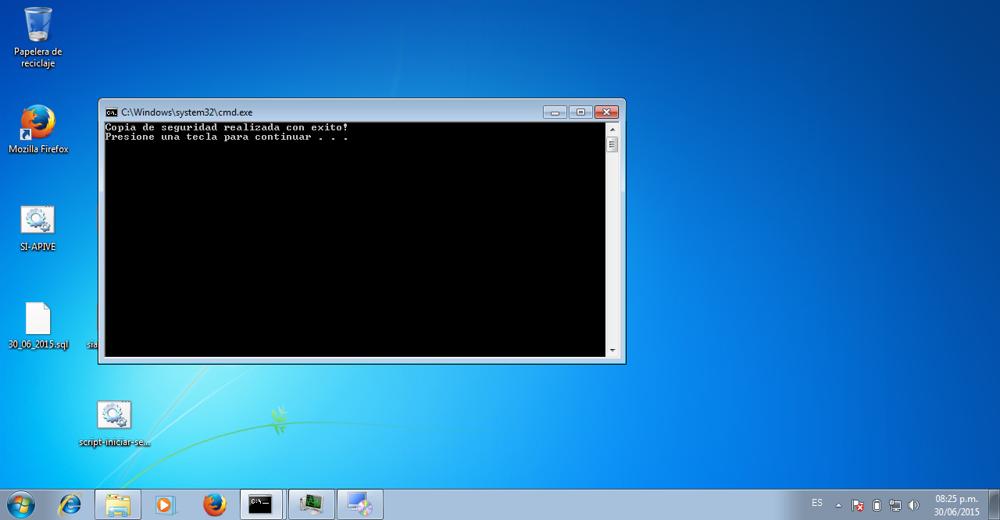 Papelera de
reciclaje
Mozilla Firefox
SI-APIVE
30_06_2015.sql
sia
script-iniciar-se...
C:\Windows\system32\cmd.exe
Copia de seguridad realizada con exito!
Presione una tecla para continuar . . .
C:\
ES
08:25 p.m.
30/06/2015